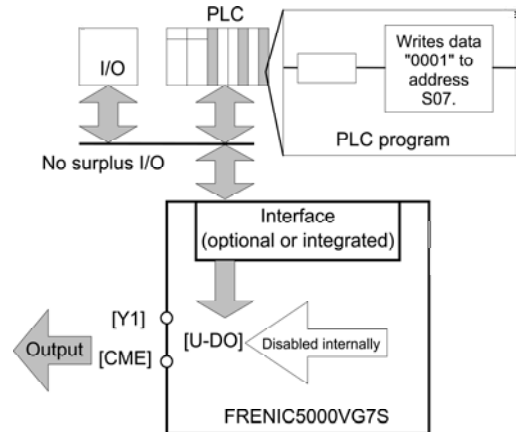 PLC
I/O
Writes data
"0001" to
address
S07.
PLC program
No surplus I/O
Interface
(optional or integrated)
[Y1]
[U-DO]
Disabled internally
Output
[CME]
FRENIC5000VG7S